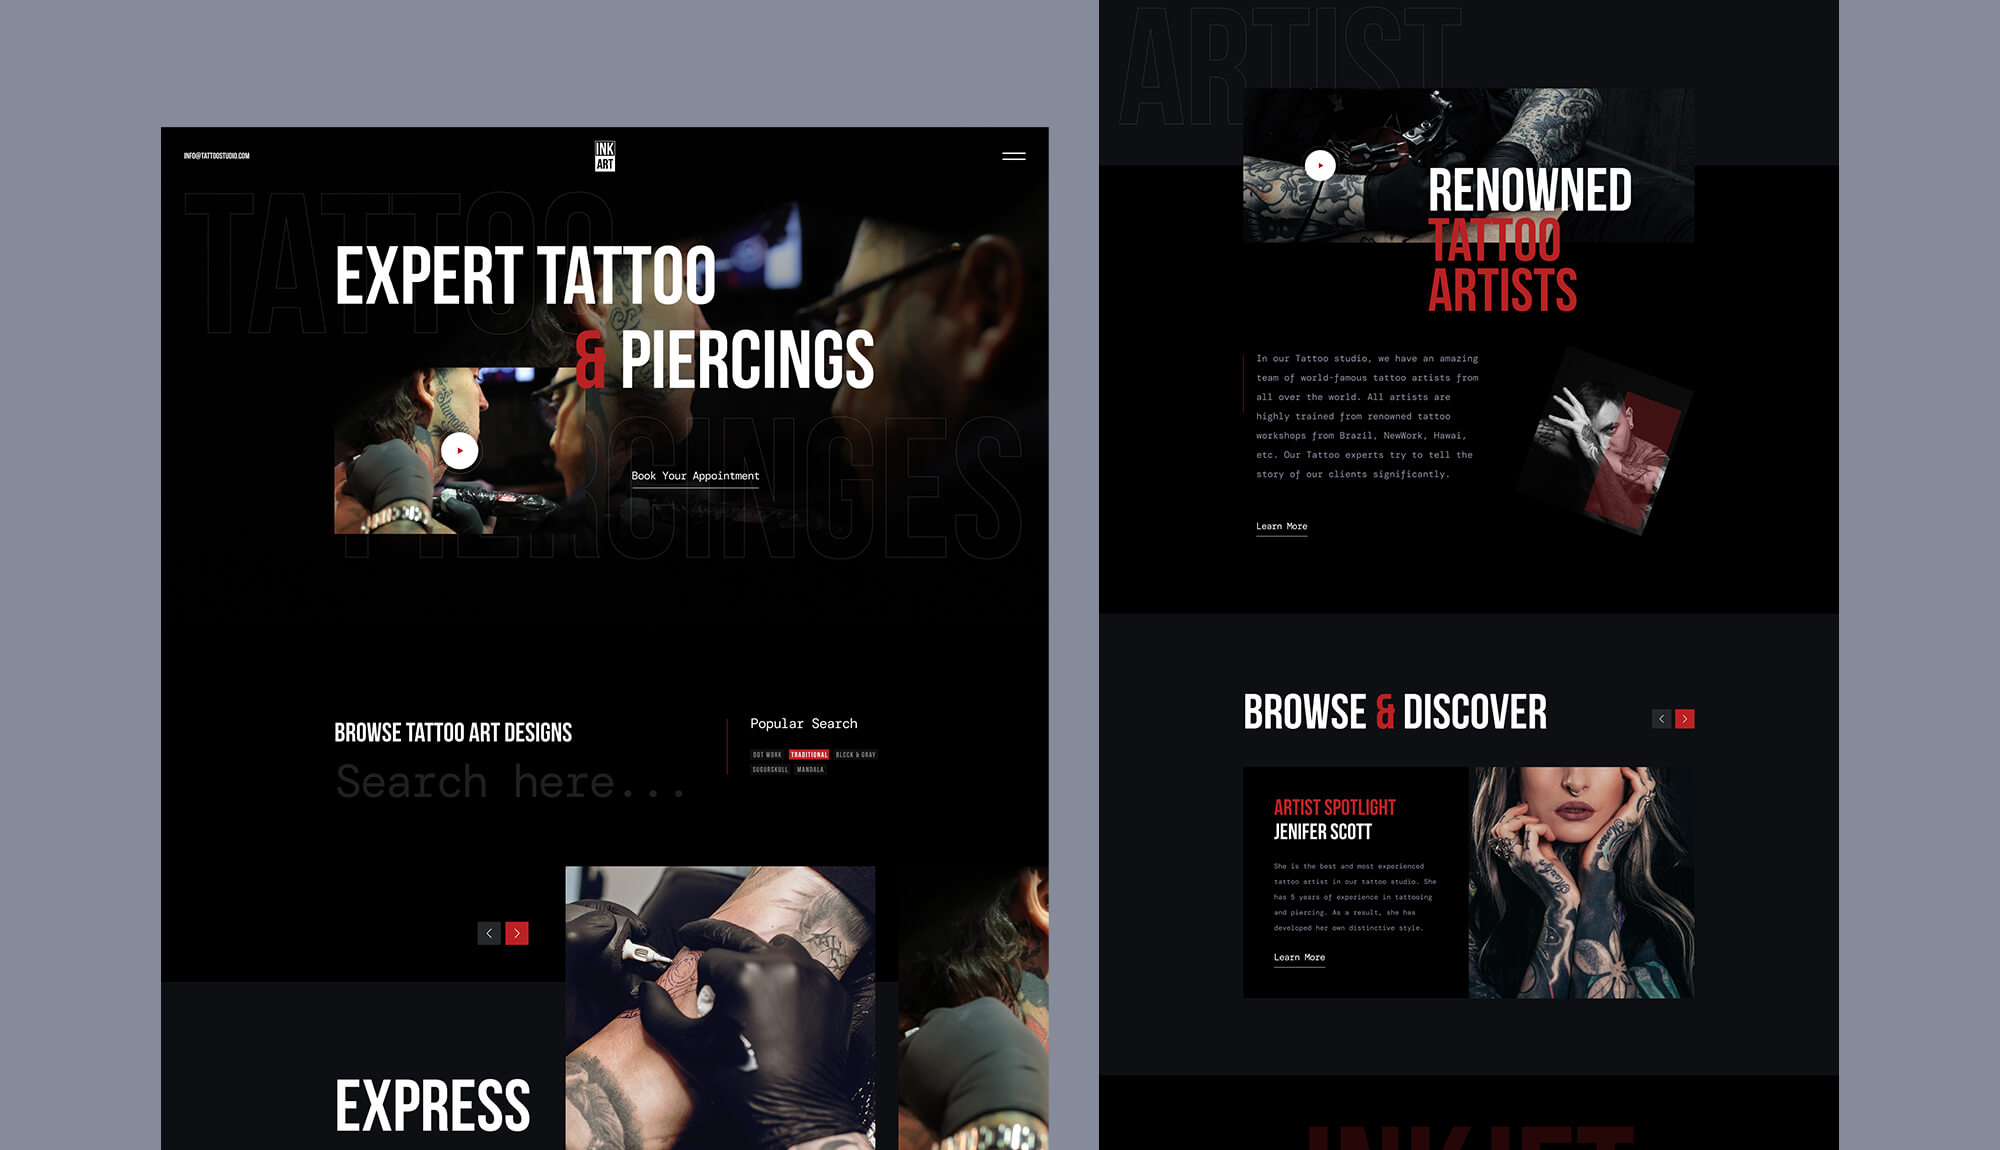 INFO@TATTOOSTUDIO.COM
INK
ART
TATTOO
EXPERT TATTOO
& PIERCINGS
PIERCINGES
Book Your Appointment
BROWSE TATTOO ART DESIGNS
Search here...
Popular Search
DOT WORK TRADITIONAL BLCCK & GRAY
SUGURSKULL MANDALA
EXPRESS
ARTIST
RENOWNED
TATTOO
ARTISTS
In our Tattoo studio, we have an amazing
team of world-famous tattoo artists from
all over the world. All artists are
highly trained from renowned tattoo
workshops from Brazil, NewWork, Hawai,
etc. Our Tattoo experts try to tell the
story of our clients significantly.
Learn More
BROWSE & DISCOVER
ARTIST SPOTLIGHT
JENIFER SCOTT
She is the best and most experienced
tattoo artist in our tattoo studio. She
has 5 years of experience in tattooing
and piercing. As a result, she has
developed her own distinctive style.
Learn More